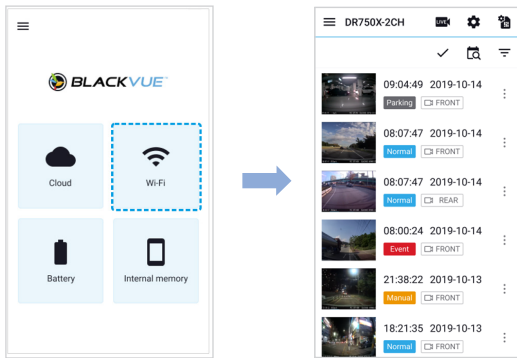 BLACKVUE
Cloud
Wi-Fi
Battery
Internal memory
DR750X-2CH
LIVE
09:04:49 2019-10-14
Parking FRONT
08:07:47 2019-10-14
Normal FRONT
08:07:47 2019-10-14
Normal REAR
08:00:24 2019-10-14
Event FRONT
21:38:22 2019-10-13
Manual FRONT
18:21:35 2019-10-13
Normal FRONT